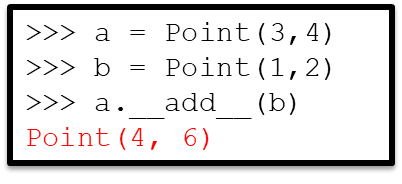 >>> a = Point(3,4)
>>> b = Point(1,2)
>>> a.__add__(b)
Point(4, 6)